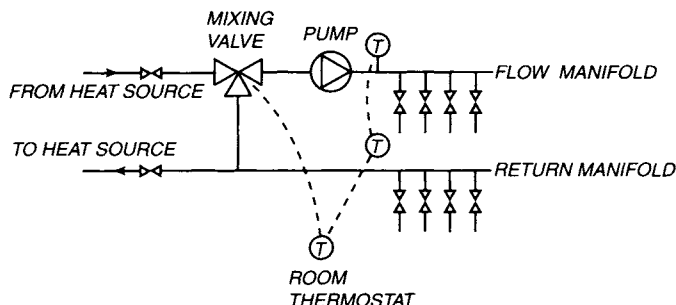 MIXING
VALVE
PUMP
T
FROM HEAT SOURCE
FLOW MANIFOLD
TO HEAT SOURCE
T
RETURN MANIFOLD
T
ROOM
THERMOSTAT